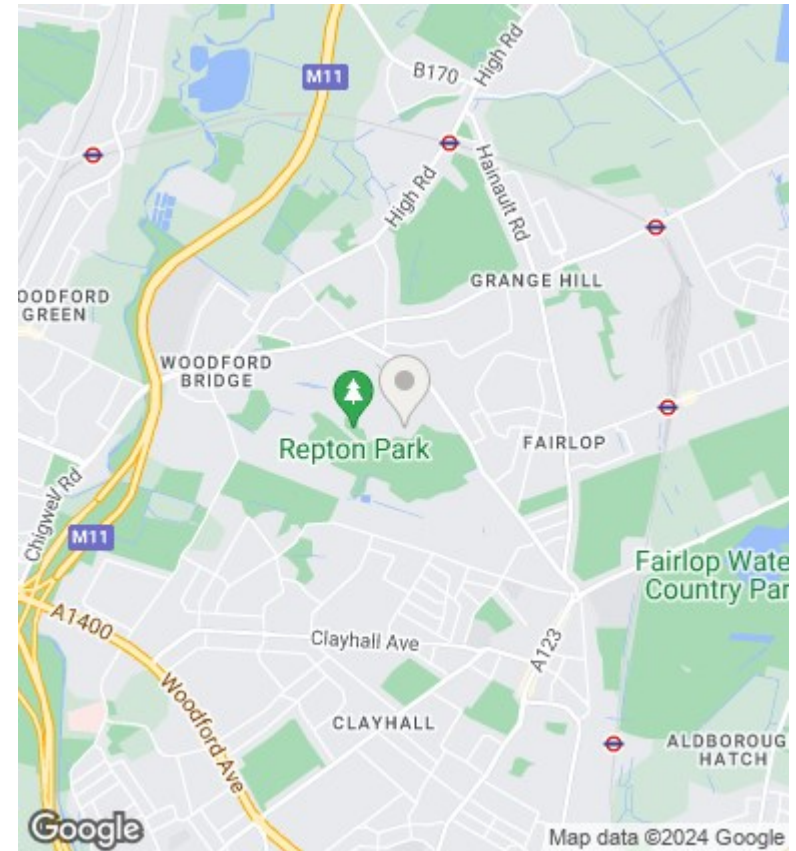 High Rd
B170
M11
High Rd
Hainault Rd
GRANGE HILL
OODFORD
GREEN
WOODFORD
BRIDGE
Repton Park
FAIRLOP
Chigwell Rd
M11
Fairlop Wate
Country Par
A1400
Clayhall Ave
A123
Woodford Ave
CLAYHALL
ALDBOROUG
HATCH
Google
Map data ©2024 Google